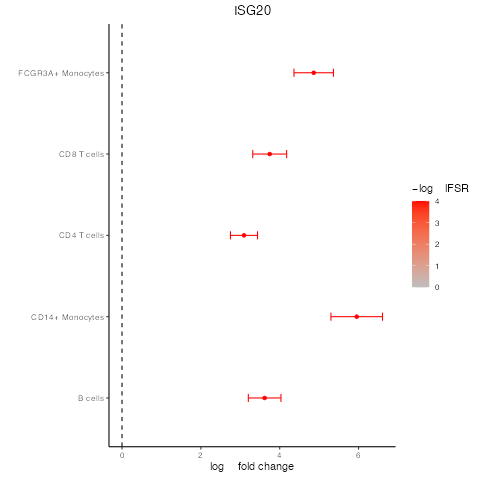 ISG20
FCGR3A+ Monocytes
CD8 T cells
CD4 T cells
CD14+ Monocytes
B cells
0 2 4 6
log fold change
−log lFSR
4
3
2
1
0